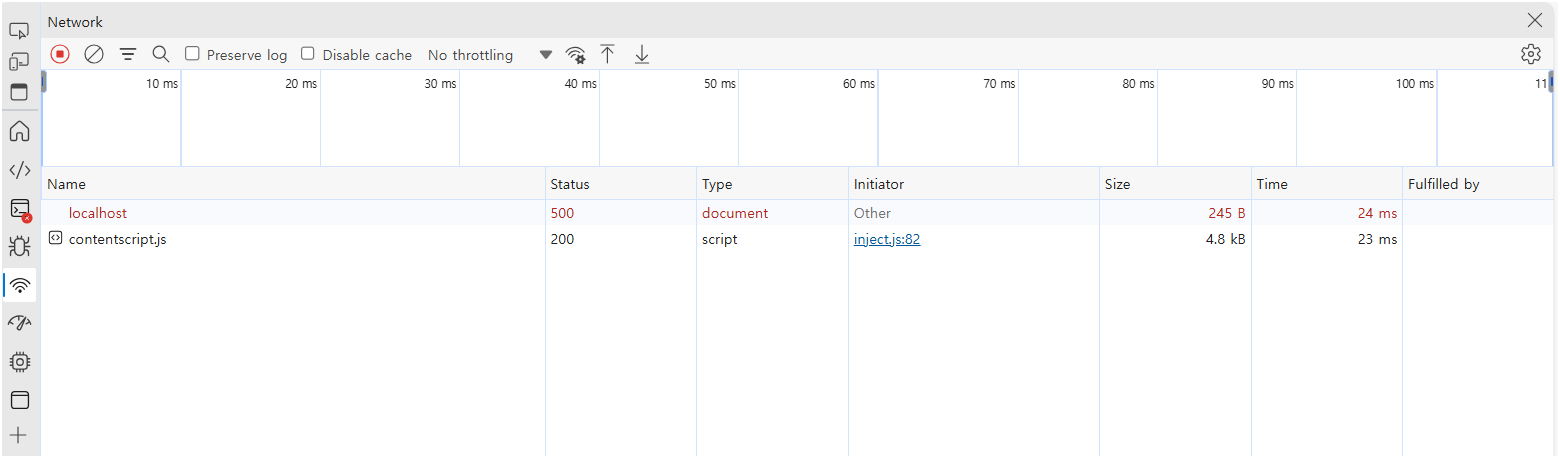 Network
Preserve log Disable cache No throttling
10 ms 20 ms 30 ms 40 ms 50 ms 60 ms 70 ms 80 ms 90 ms 100 ms 11
Name Status Type Initiator Size Time Fulfilled by
localhost 500 document Other 245 B 24 ms
contentscript.js 200 script inject.js:82 4.8 kB 23 ms